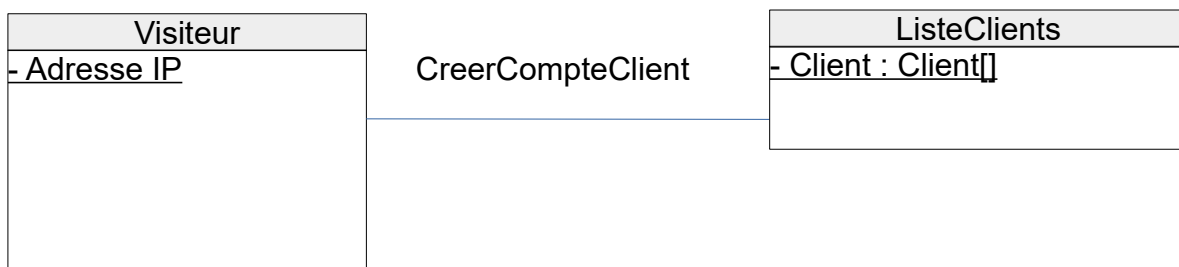 Visiteur
- Adresse IP
CreerCompteClient
ListeClients
- Client : Client[]